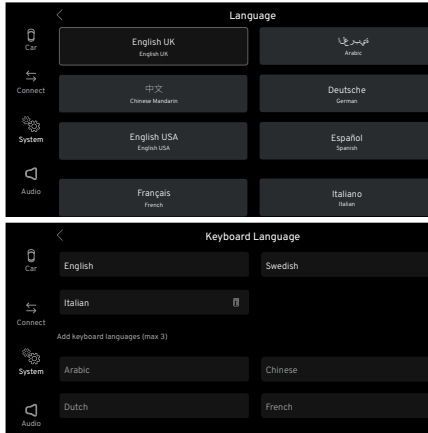 Language
Car
English UK
English UK
العربية
Arabic
Connect
中文
Chinese Mandarin
Deutsche
German
System
English USA
English USA
Español
Spanish
Audio
Français
French
Italiano
Italian
Keyboard Language
Car
English
Swedish
Connect
Italian
Add keyboard languages (max 3)
System
Arabic
Chinese
Audio
Dutch
French